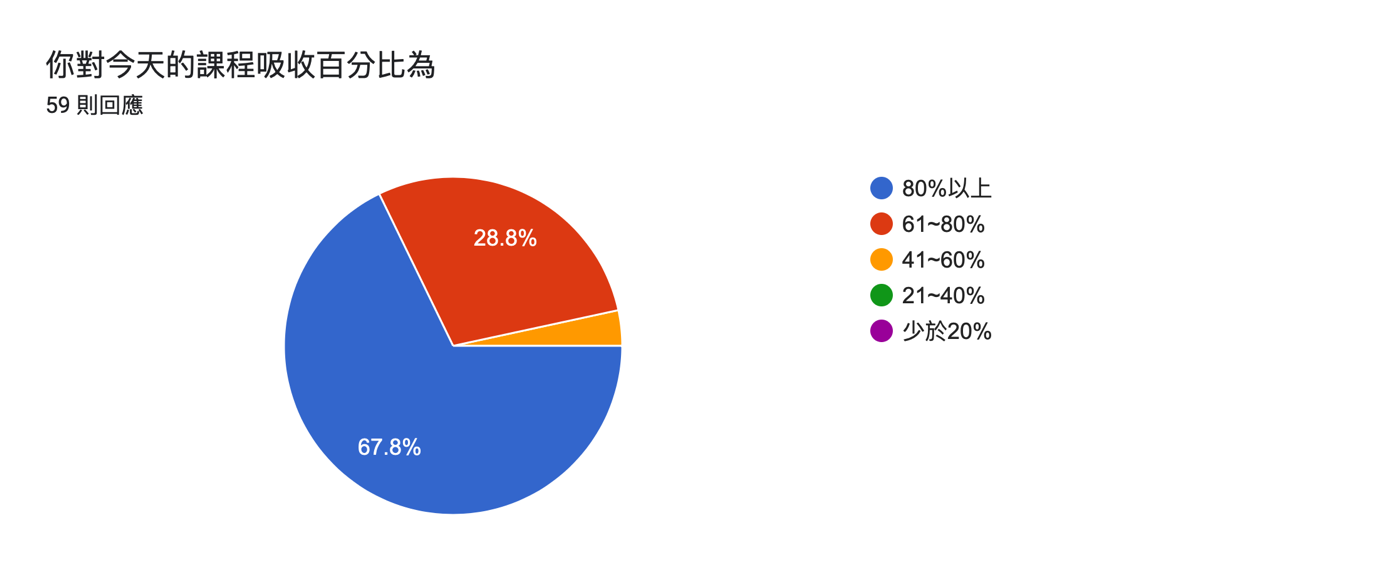 你對今天的課程吸收百分比為
59 則回應
80%以上
61~80%
41~60%
21~40%
少於20%
28.8%
67.8%